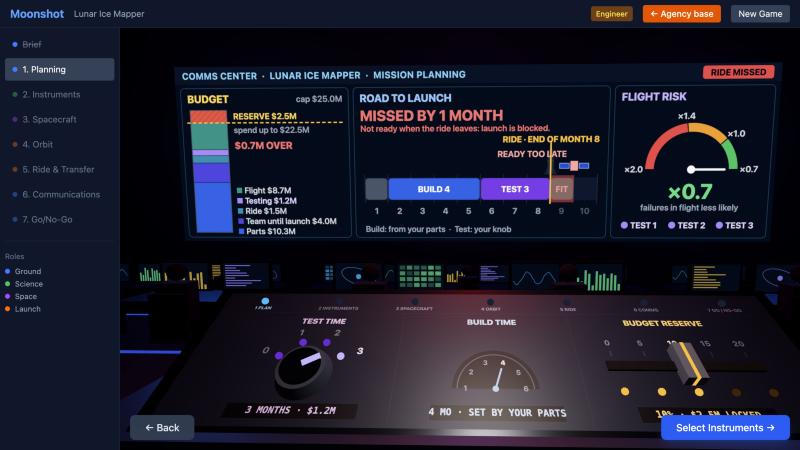 Moonshot
Lunar Ice Mapper
Engineer
← Agency base
New Game
Brief
1. Planning
2. Instruments
3. Spacecraft
4. Orbit
5. Ride & Transfer
6. Communications
7. Go/No-Go
Roles
Ground
Science
Space
Launch
COMMS CENTER · LUNAR ICE MAPPER · MISSION PLANNING
RIDE MISSED
BUDGET
cap $25.0M
RESERVE $2.5M
spend up to $22.5M
$0.7M OVER
Flight $8.7M
Testing $1.2M
Ride $1.5M
Team until launch $4.0M
Parts $10.3M
ROAD TO LAUNCH
MISSED BY 1 MONTH
Not ready when the ride leaves: launch is blocked.
RIDE · END OF MONTH 8
READY TOO LATE
BUILD 4
TEST 3
FIT
1 2 3 4 5 6 7 8 9 10
Build: from your parts · Test: your knob
FLIGHT RISK
×1.4
×1.0
×2.0
×0.7
×0.7
failures in flight less likely
TEST 1
TEST 2
TEST 3
1 PLAN
2 INSTRUMENTS
3 SPACECRAFT
4 ORBIT
5 RIDE
6 COMMS
7 GO / NO-GO
TEST TIME
0 1 2 3
3 MONTHS · $1.2M
BUILD TIME
1 2 3 4 5 6
4 MO · SET BY YOUR PARTS
BUDGET RESERVE
0 5 15 20
← Back
Select Instruments →